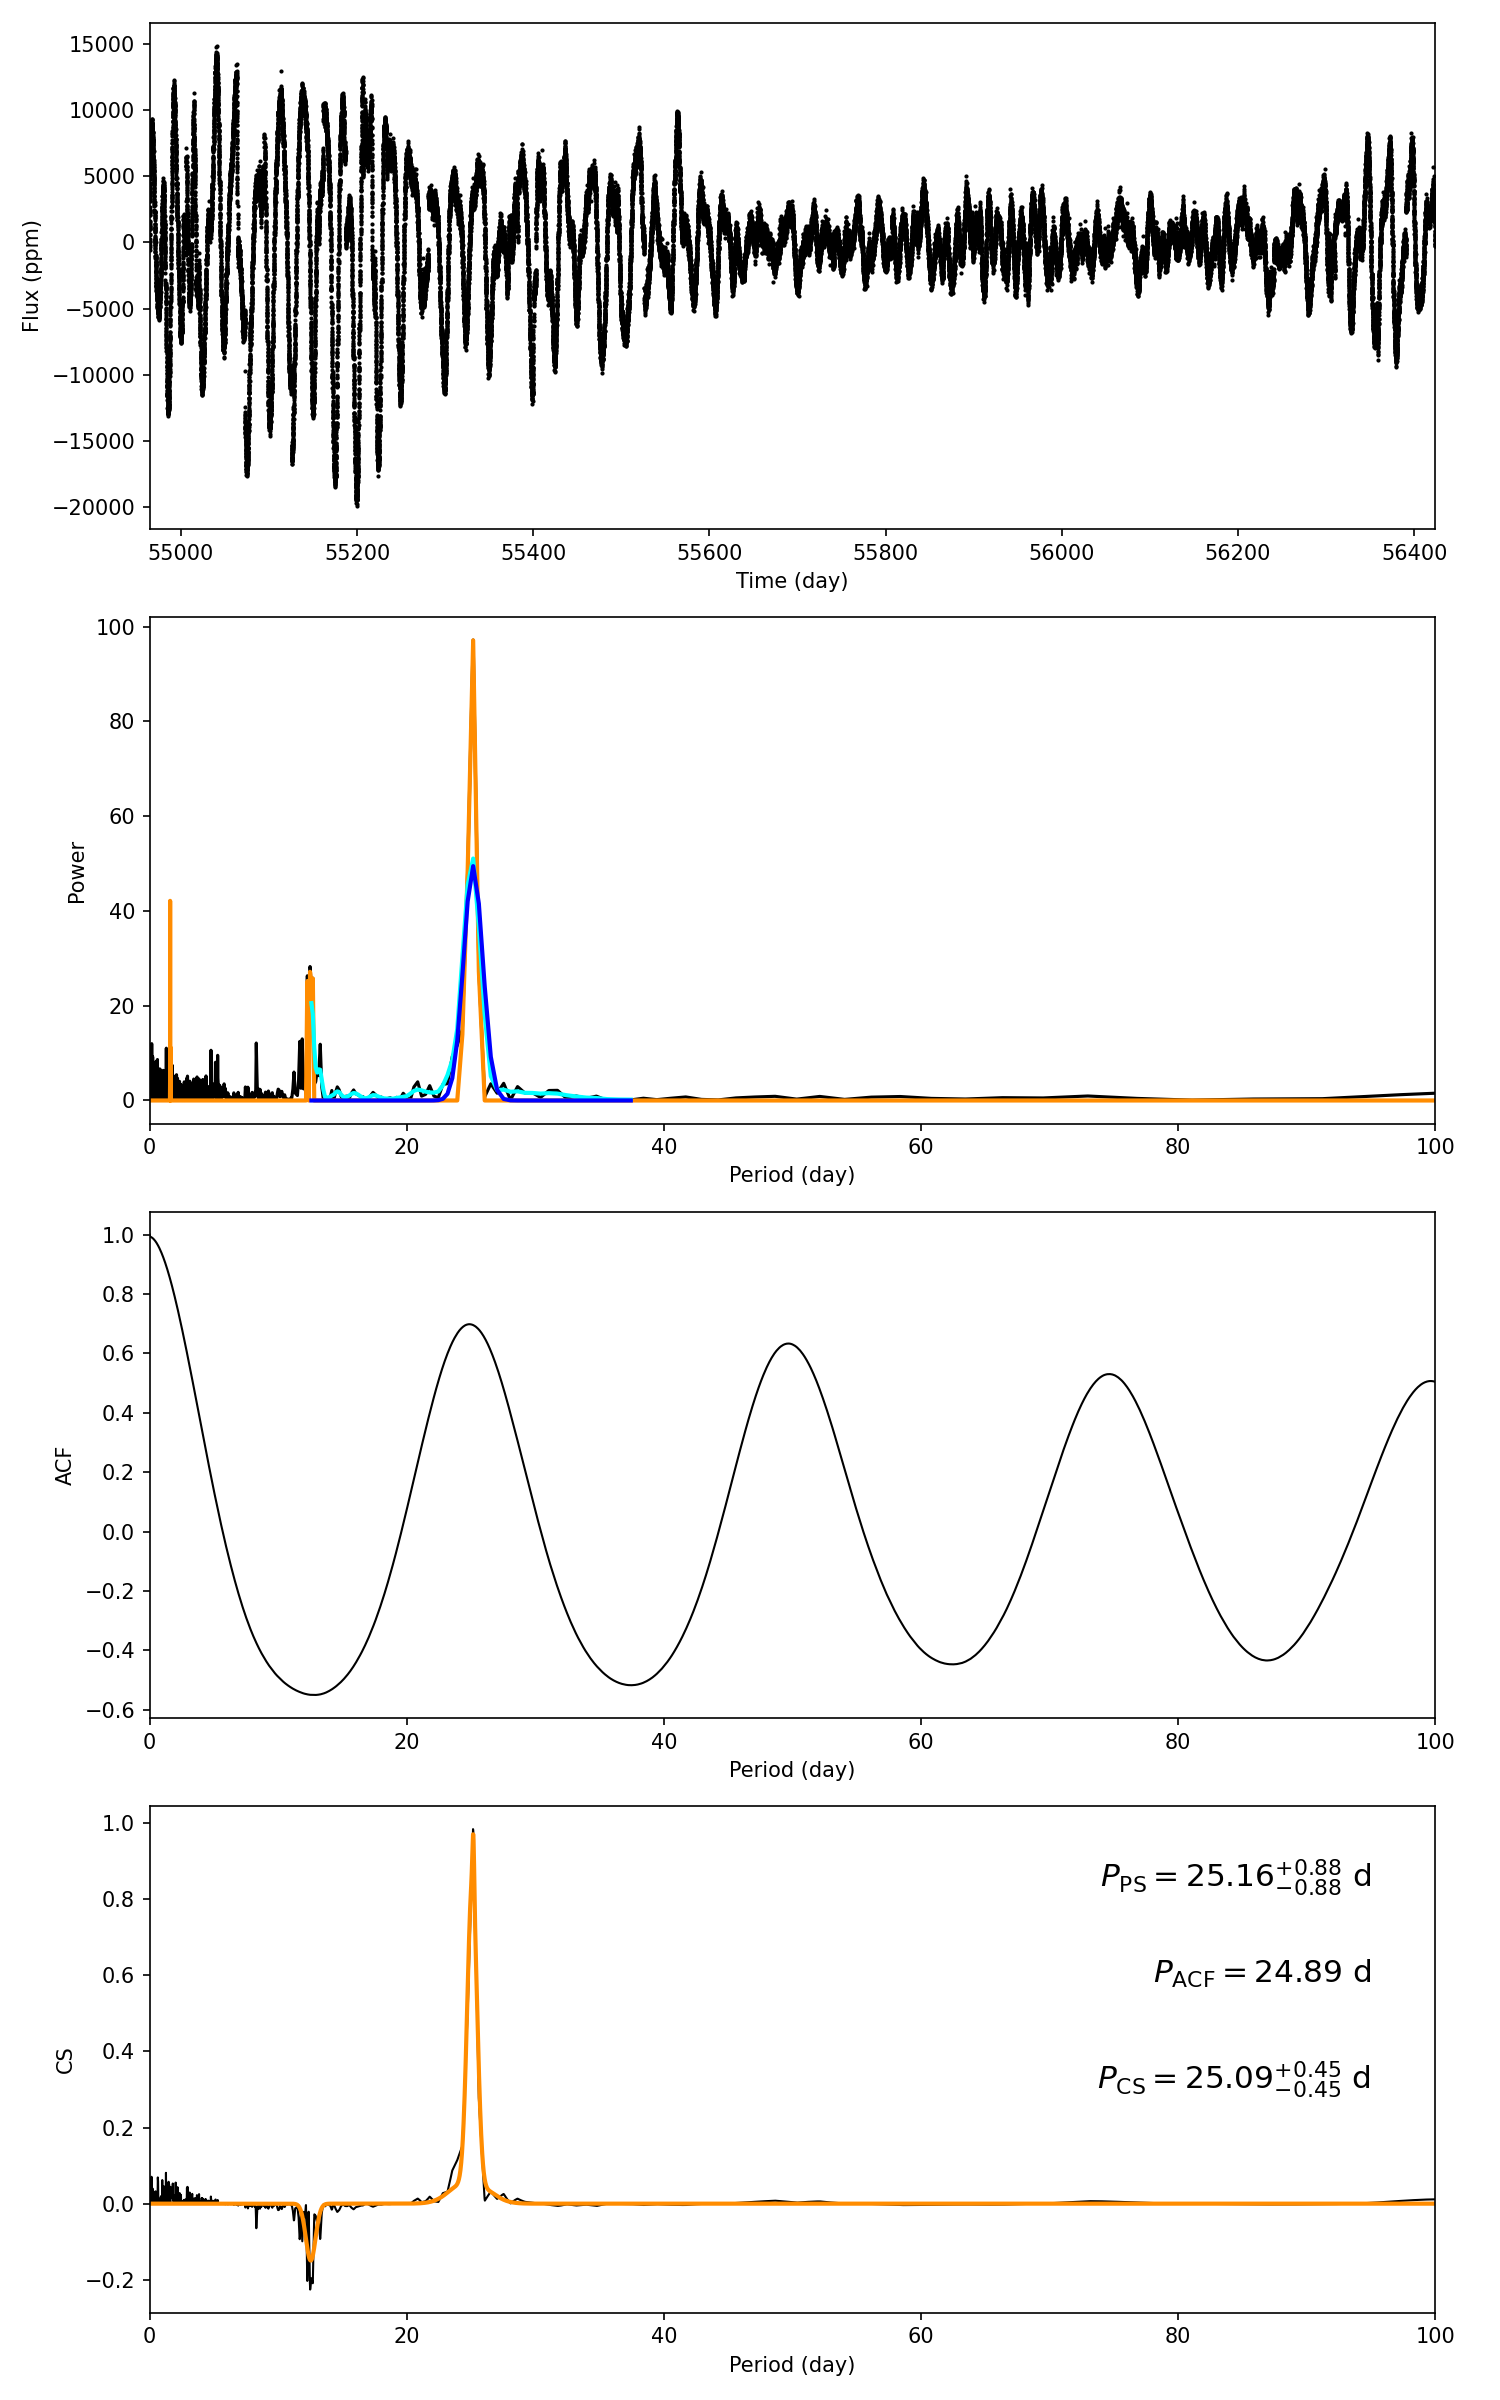 15000
10000
5000
0
−5000
−10000
−15000
−20000
Flux (ppm)
55000 55200 55400 55600 55800 56000 56200 56400
Time (day)
100
80
60
40
20
0
Power
0 20 40 60 80 100
Period (day)
1.0
0.8
0.6
0.4
0.2
0.0
−0.2
−0.4
−0.6
ACF
0 20 40 60 80 100
Period (day)
1.0
0.8
0.6
0.4
0.2
0.0
−0.2
CS
P_PS = 25.16 +0.88 −0.88 d
P_ACF = 24.89 d
P_CS = 25.09 +0.45 −0.45 d
0 20 40 60 80 100
Period (day)